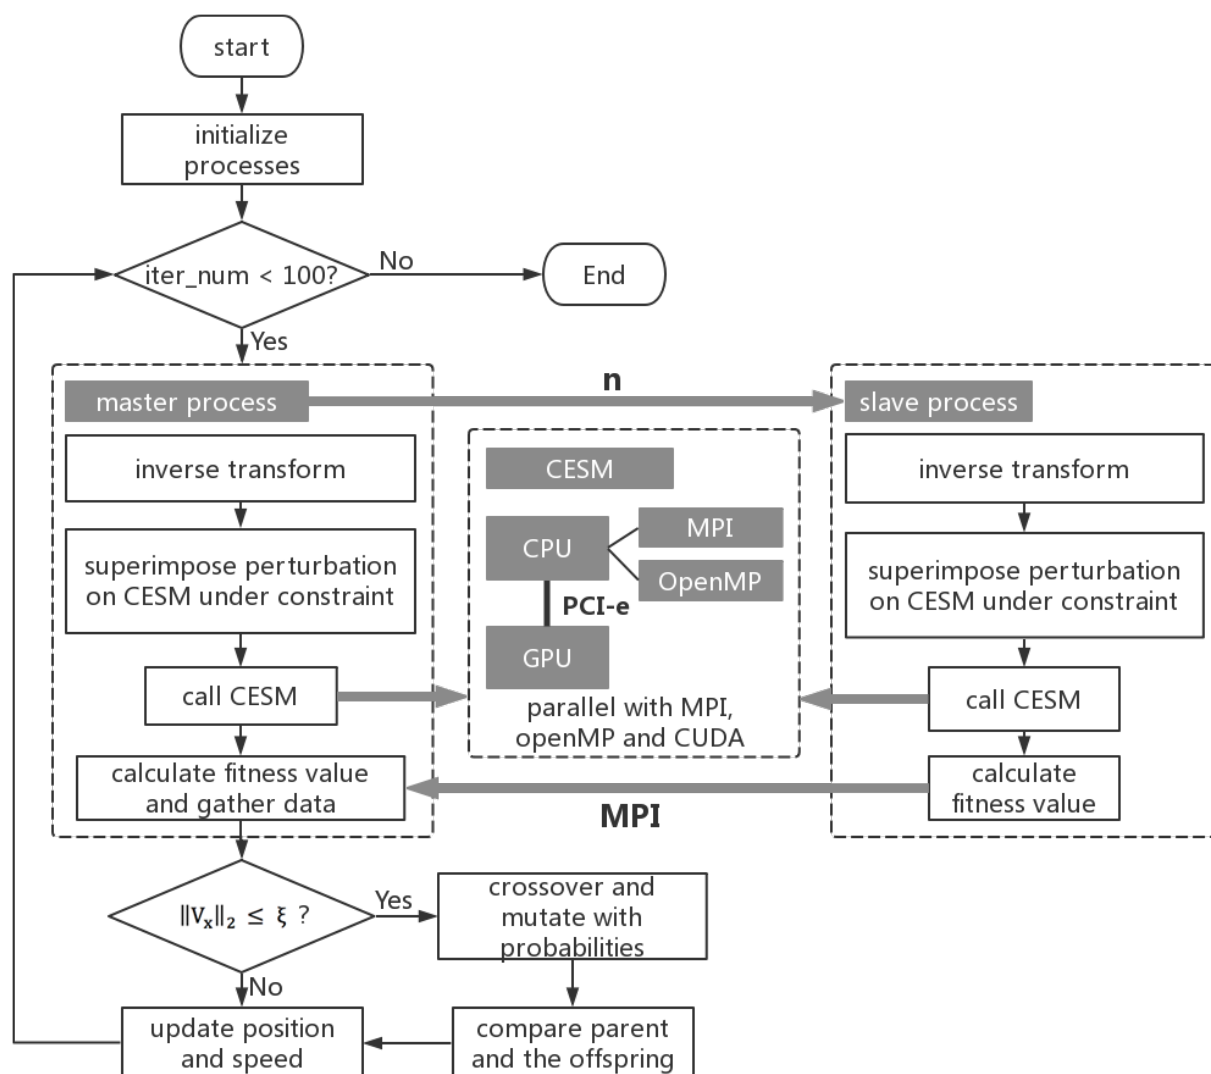 start
initialize
processes
iter_num < 100?
No
End
Yes
n
master process
inverse transform
superimpose perturbation
on CESM under constraint
call CESM
calculate fitness value
and gather data
CESM
CPU
MPI
OpenMP
PCI-e
GPU
parallel with MPI,
openMP and CUDA
slave process
inverse transform
superimpose perturbation
on CESM under constraint
call CESM
calculate
fitness value
MPI
‖Vₓ‖₂ ≤ ξ ?
Yes
crossover and
mutate with
probabilities
No
update position
and speed
compare parent
and the offspring